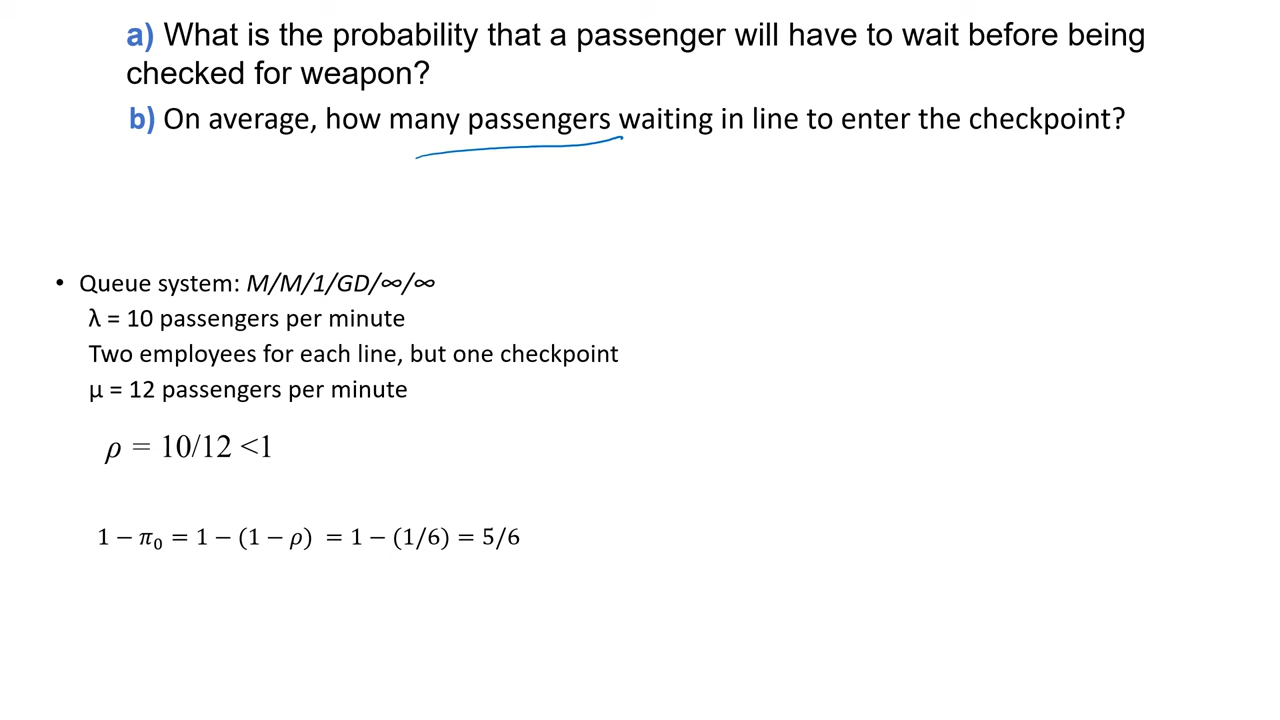 a) What is the probability that a passenger will have to wait before being
checked for weapon?
b) On average, how many passengers waiting in line to enter the checkpoint?
• Queue system: M/M/1/GD/∞/∞
λ = 10 passengers per minute
Two employees for each line, but one checkpoint
μ = 12 passengers per minute
ρ = 10/12 <1
1 − π₀ = 1 − (1 − ρ) = 1 − (1/6) = 5/6